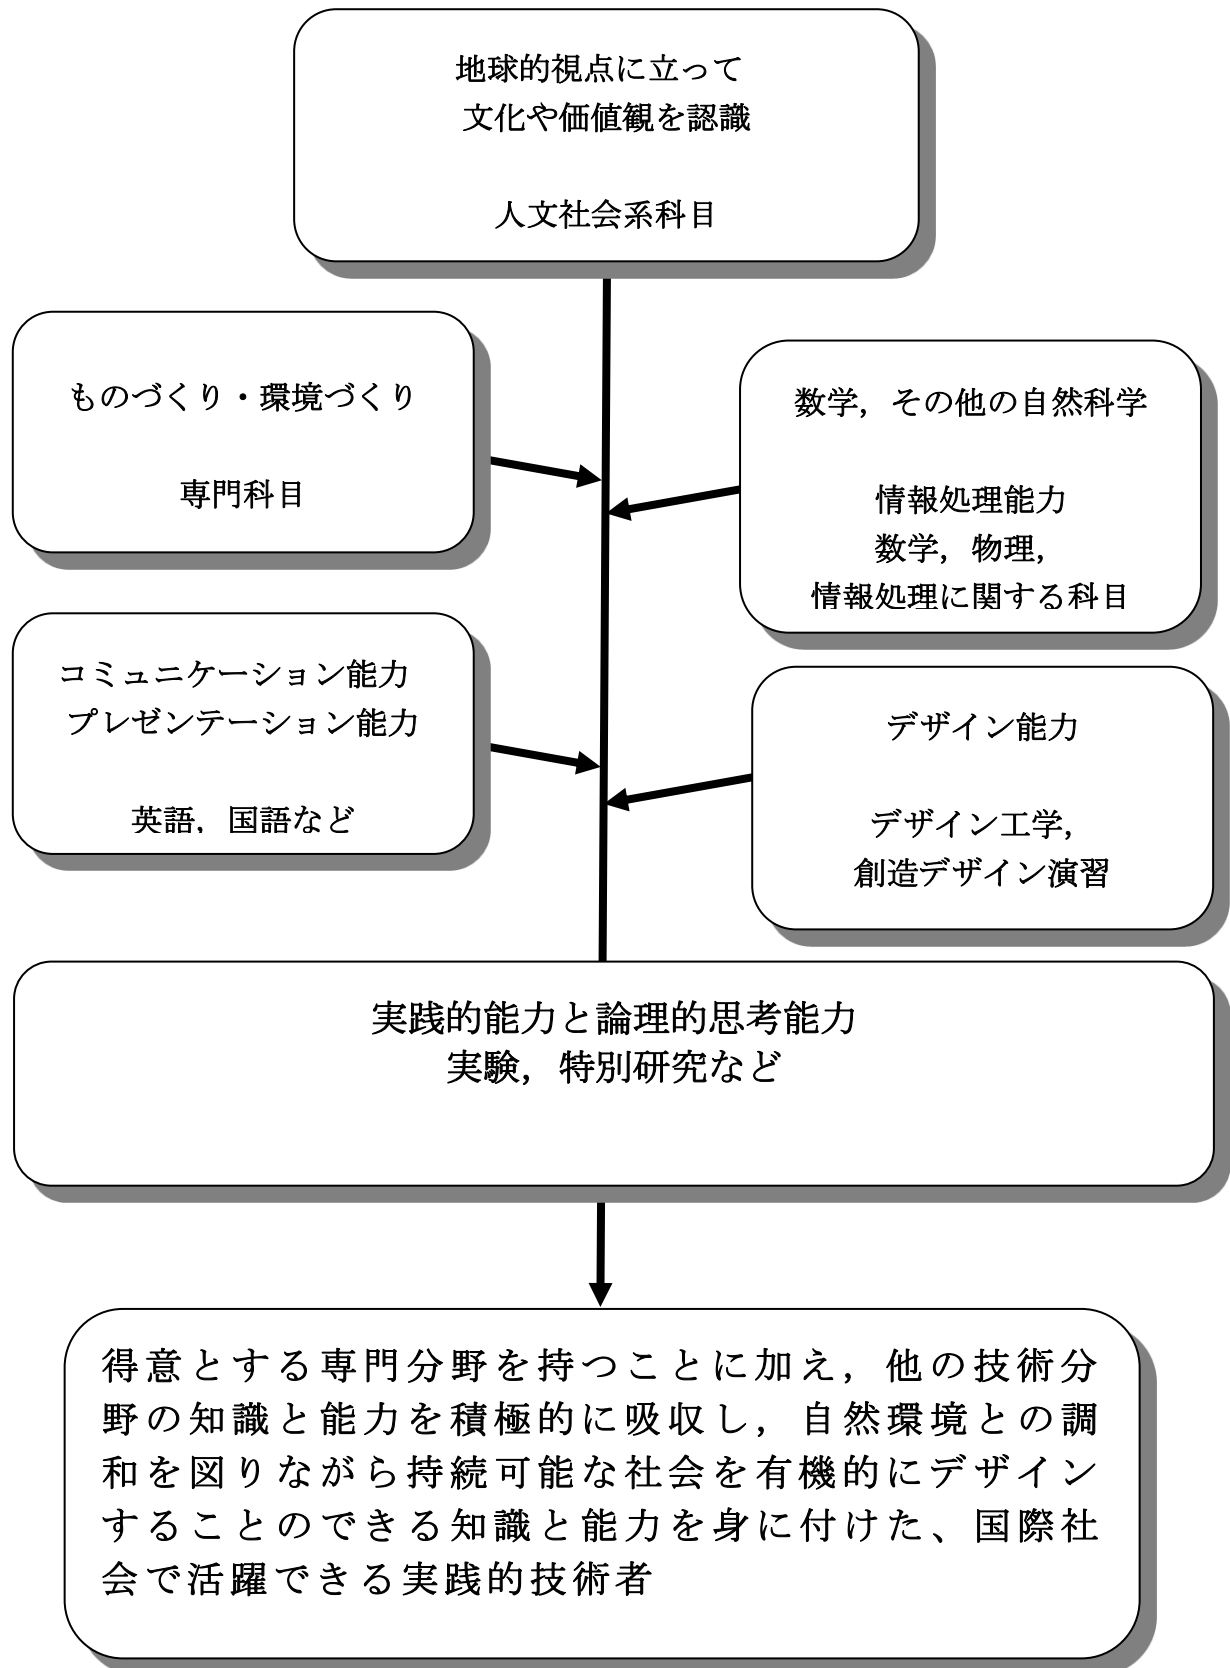 地球的視点に立って
文化や価値観を認識
人文社会系科目
ものづくり・環境づくり
専門科目
数学，その他の自然科学
情報処理能力
数学，物理，
情報処理に関する科目
コミュニケーション能力
プレゼンテーション能力
英語，国語など
デザイン能力
デザイン工学，
創造デザイン演習
実践的能力と論理的思考能力
実験，特別研究など
得意とする専門分野を持つことに加え，他の技術分
野の知識と能力を積極的に吸収し，自然環境との調
和を図りながら持続可能な社会を有機的にデザイン
することのできる知識と能力を身に付けた、国際社
会で活躍できる実践的技術者